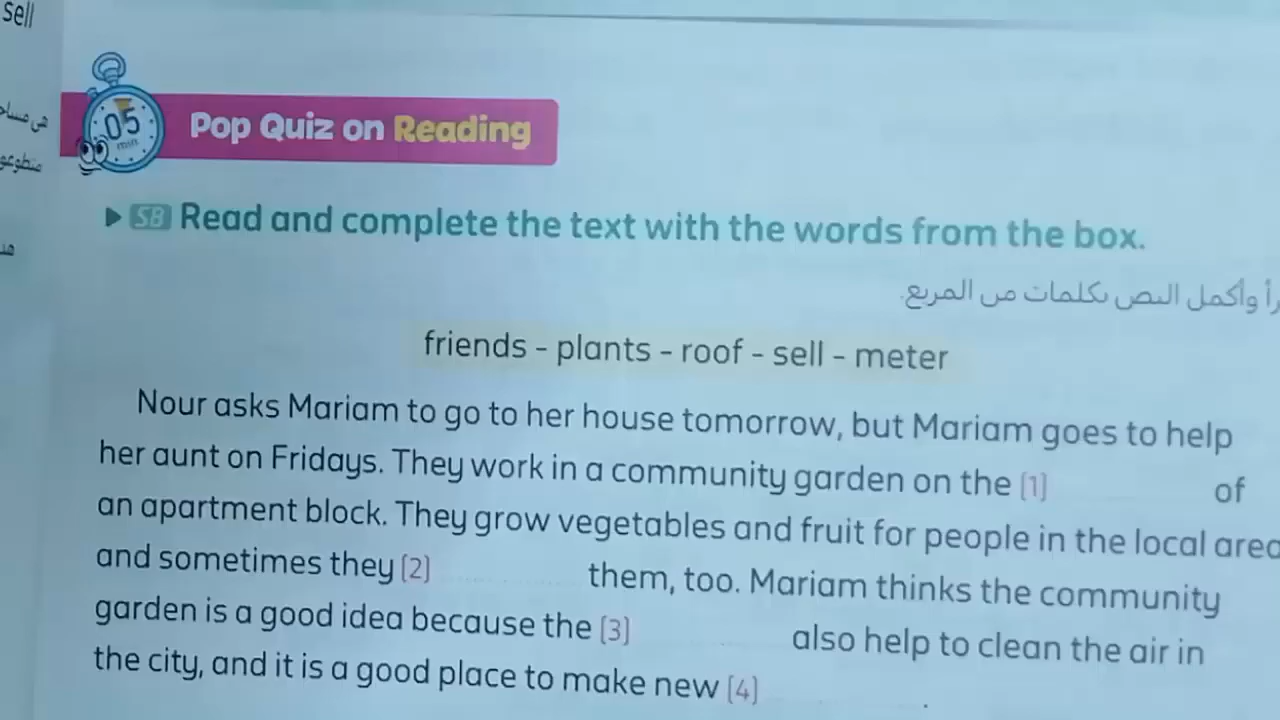 sell
هى مساح
05
min
Pop Quiz on Reading
SB Read and complete the text with the words from the box.
وأكمل النص بكلمات من المربع.
friends - plants - roof - sell - meter
Nour asks Mariam to go to her house tomorrow, but Mariam goes to help
her aunt on Fridays. They work in a community garden on the [1] of
an apartment block. They grow vegetables and fruit for people in the local area
and sometimes they [2] them, too. Mariam thinks the community
garden is a good idea because the [3] also help to clean the air in
the city, and it is a good place to make new [4] .